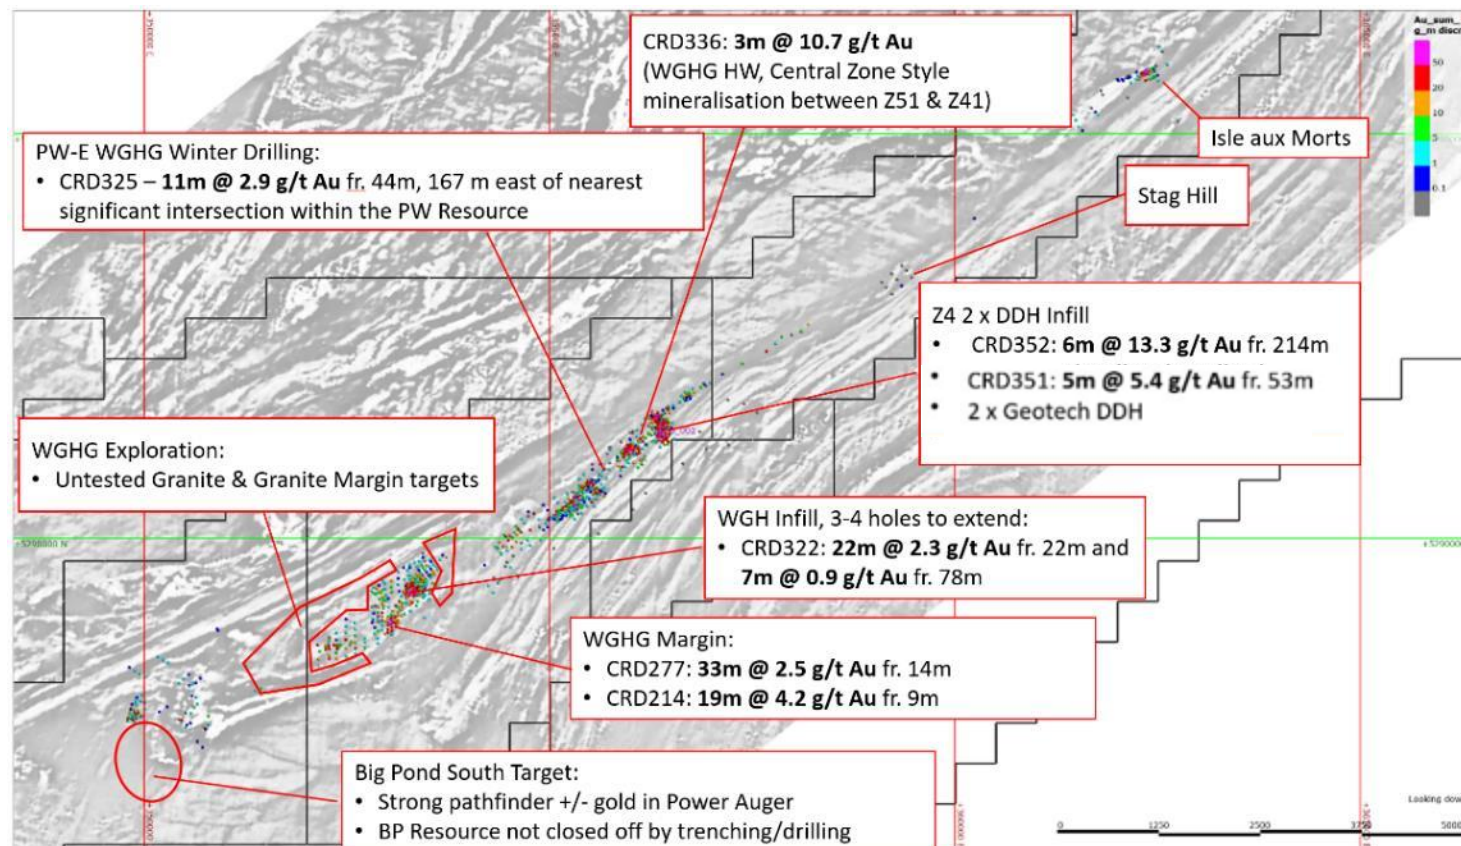 Au_sum_
g_m discr
50
20
10
5
1
0.1
CRD336: 3m @ 10.7 g/t Au
(WGHG HW, Central Zone Style
mineralisation between Z51 & Z41)
Isle aux Morts
PW-E WGHG Winter Drilling:
• CRD325 – 11m @ 2.9 g/t Au fr. 44m, 167 m east of nearest
significant intersection within the PW Resource
Stag Hill
Z4 2 x DDH Infill
• CRD352: 6m @ 13.3 g/t Au fr. 214m
• CRD351: 5m @ 5.4 g/t Au fr. 53m
• 2 x Geotech DDH
WGHG Exploration:
• Untested Granite & Granite Margin targets
WGH Infill, 3-4 holes to extend:
• CRD322: 22m @ 2.3 g/t Au fr. 22m and
7m @ 0.9 g/t Au fr. 78m
WGHG Margin:
• CRD277: 33m @ 2.5 g/t Au fr. 14m
• CRD214: 19m @ 4.2 g/t Au fr. 9m
Big Pond South Target:
• Strong pathfinder +/- gold in Power Auger
• BP Resource not closed off by trenching/drilling
Looking dow
0 1250 2500 3750 5000